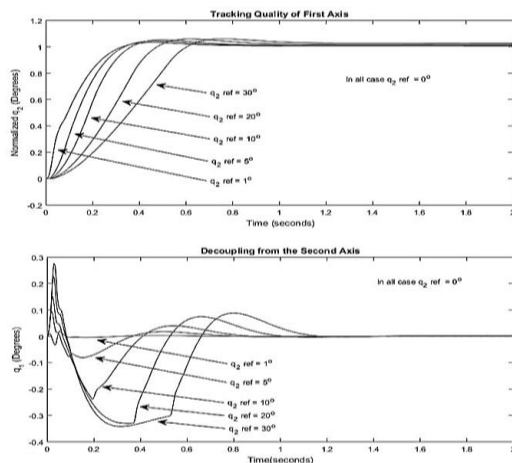 Tracking Quality of First Axis
Normalized q2 (Degrees)
1.2
1
0.8
0.6
0.4
0.2
0
-0.2
In all case q2 ref = 0°
q2 ref = 30°
q2 ref = 20°
q2 ref = 10°
q2 ref = 5°
q2 ref = 1°
0 0.2 0.4 0.6 0.8 1 1.2 1.4 1.6 1.8 2
Time (seconds)
Decoupling from the Second Axis
q1 (Degrees)
0.3
0.2
0.1
0
-0.1
-0.2
-0.3
-0.4
In all case q2 ref = 0°
q2 ref = 1°
q2 ref = 5°
q2 ref = 10°
q2 ref = 20°
q2 ref = 30°
0 0.2 0.4 0.6 0.8 1 1.2 1.4 1.6 1.8 2
Time(seconds)